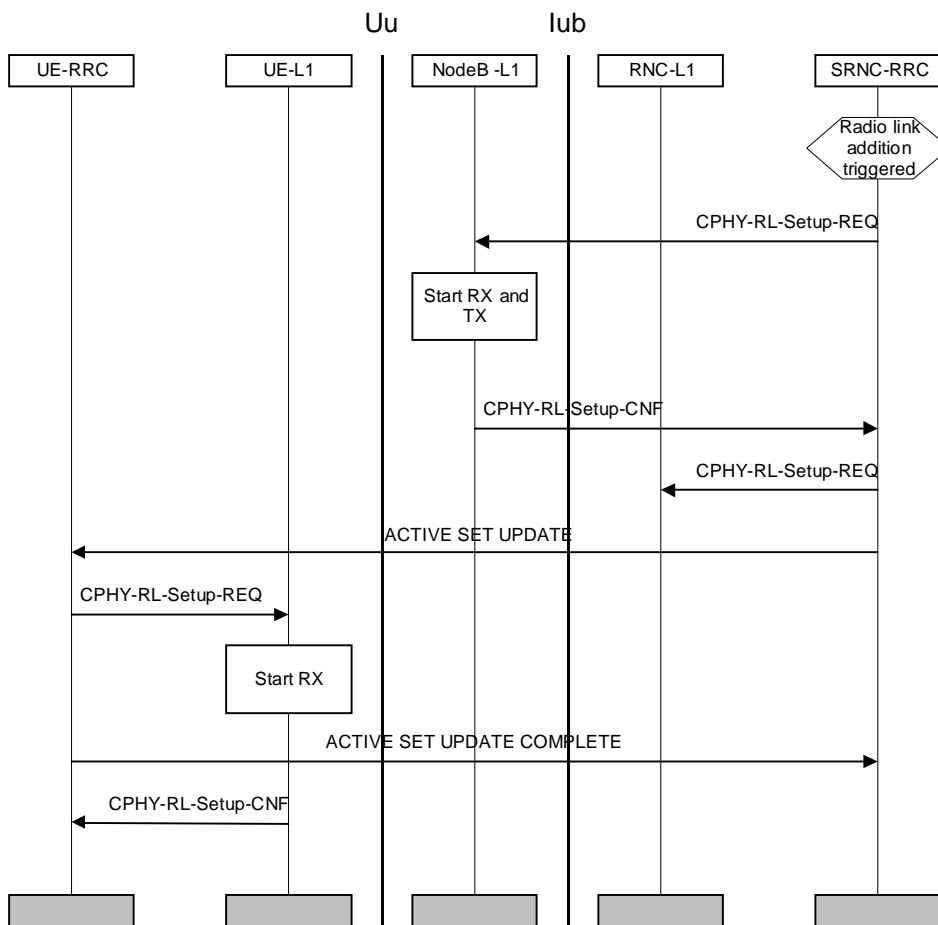 Uu
Iub
UE-RRC
UE-L1
NodeB -L1
RNC-L1
SRNC-RRC
Radio link
addition
triggered
CPHY-RL-Setup-REQ
Start RX and
TX
CPHY-RL-Setup-CNF
CPHY-RL-Setup-REQ
ACTIVE SET UPDATE
CPHY-RL-Setup-REQ
Start RX
ACTIVE SET UPDATE COMPLETE
CPHY-RL-Setup-CNF